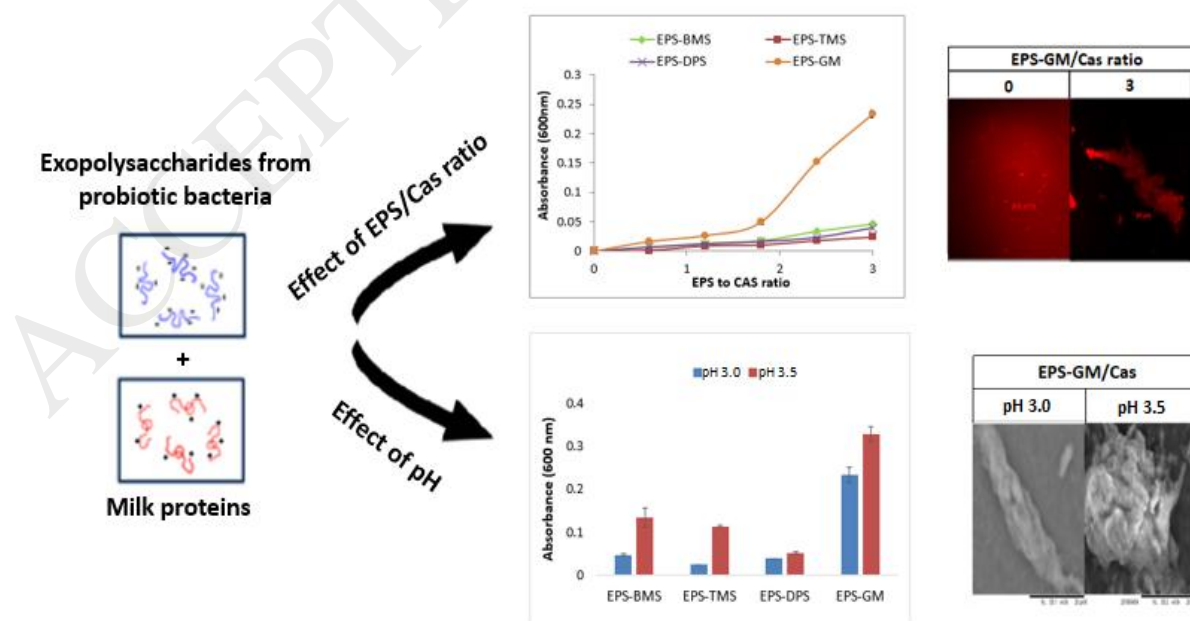 ACCEPT
Exopolysaccharides from
probiotic bacteria
+
Milk proteins
Effect of EPS/Cas ratio
Effect of pH
EPS-BMS EPS-TMS
EPS-DPS EPS-GM
Absorbance (600nm)
0.3
0.25
0.2
0.15
0.1
0.05
0
0 1 2 3
EPS to CAS ratio
EPS-GM/Cas ratio
0 3
pH 3.0 pH 3.5
Absorbance (600 nm)
0.4
0.3
0.2
0.1
0
EPS-BMS EPS-TMS EPS-DPS EPS-GM
EPS-GM/Cas
pH 3.0 pH 3.5